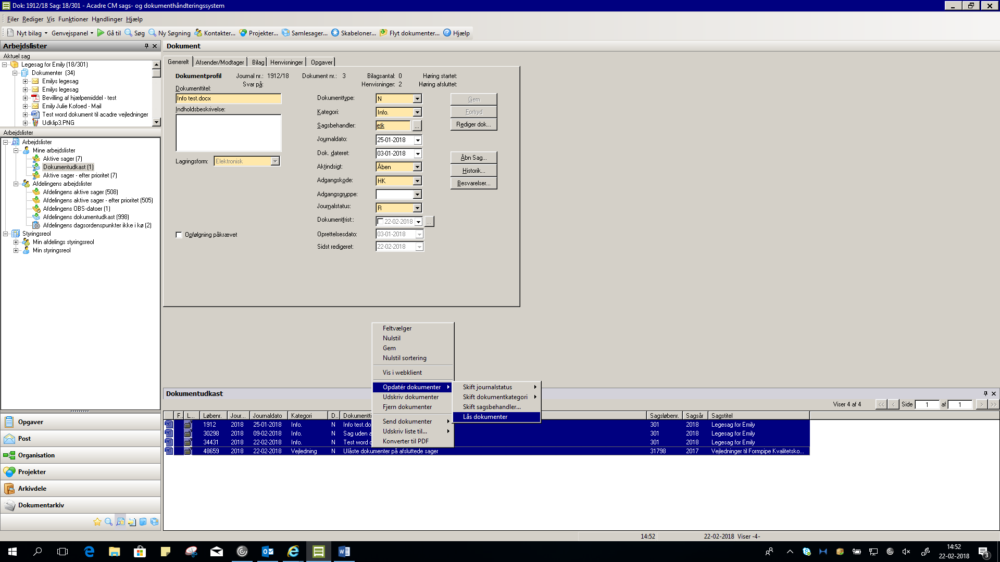 Dok: 1912/18 Sag: 18/301 - Acadre CM sags- og dokumenthåndteringssystem
Filer Rediger Vis Funktioner Handlinger Hjælp
Nyt bilag Genvejspanel Gå til Søg Ny Søgning Kontakter... Projekter... Samlesager... Skabeloner... Flyt dokumenter... Hjælp
Arbejdslister
Aktuel sag
Legesag for Emily (18/301)
Dokumenter (34)
Emilys legesag
Emilys legesag
Bevilling af hjælpemiddel - test
Emily Julie Kofoed - Mail
Test word dokument til acadre vejledninger
Udklip3.PNG
Arbejdslister
Arbejdslister
Mine arbejdslister
Aktive sager (7)
Dokumentudkast (1)
Aktive sager - efter prioritet (7)
Afdelingens arbejdslister
Afdelingens aktive sager (508)
Afdelingens aktive sager - efter prioritet (505)
Afdelingens OBS-datoer (1)
Afdelingens dokumentudkast (998)
Afdelingens dagsordenspunkter ikke i kø (2)
Styringsreol
Min afdelings styringsreol
Min styringsreol
Opgaver
Post
Organisation
Projekter
Arkivdele
Dokumentarkiv
Dokument
Generelt Afsender/Modtager Bilag Henvisninger Opgaver
Dokumentprofil Journal nr.: 1912/18 Dokument nr.: 3 Bilagsantal: 0 Høring startet:
Svar på: Henvisninger: 2 Høring afsluttet:
Dokumenttitel:
Info test.docx
Indholdsbeskrivelse:
Lagringsform: Elektronisk
Opfølgning påkrævet
Dokumenttype: N
Kategori: Info.
Sagsbehandler: ejk ...
Journaldato: 25-01-2018
Dok. dateret: 03-01-2018
Aktindsigt: Åben
Adgangskode: HK
Adgangsgruppe:
Journalstatus: R
Dokumentfrist:: 22-02-2018 ...
Oprettelsesdato: 03-01-2018
Sidst redigeret: 22-02-2018
Gem
Fortryd
Rediger dok...
Åbn Sag...
Historik...
Besvarelser...
Feltvælger
Nulstil
Gem
Nulstil sortering
Vis i webklient
Opdatér dokumenter
Udskriv dokumenter
Fjern dokumenter
Send dokumenter
Udskriv liste til...
Konverter til PDF
Skift journalstatus
Skift dokumentkategori
Skift sagsbehandler...
Lås dokumenter
Dokumentudkast
Viser 4 af 4 << < Side 1 af 1 > >>
F... L... Løbenr. Jour... Journaldato Kategori D... Dokumentti Sagsløbenr. Sagsår Sagstitel
1912 2018 25-01-2018 Info. N Info test.do 301 2018 Legesag for Emily
30298 2018 09-02-2018 Info. N Sag uden a 301 2018 Legesag for Emily
34431 2018 22-02-2018 Info. N Test word 301 2018 Legesag for Emily
48659 2018 22-02-2018 Vejledning N Ulåste dokumenter på afsluttede sager 31798 2017 Vejledninger til Formpipe Kvalitetsko...
14:52 22-02-2018 Viser -4-
14:52
22-02-2018
3